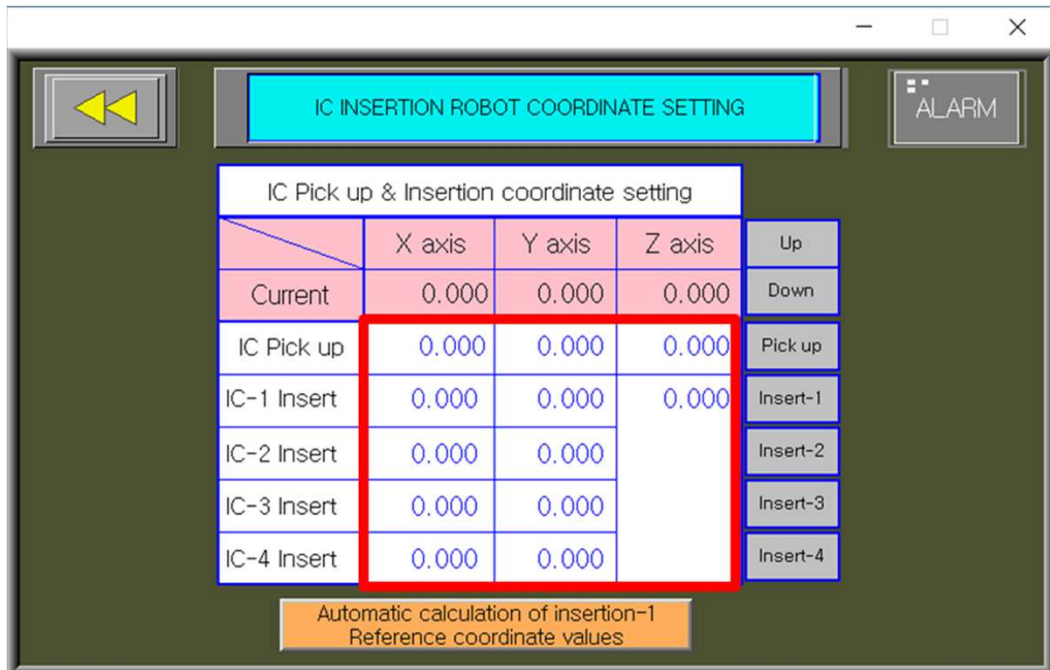 IC INSERTION ROBOT COORDINATE SETTING
ALARM
IC Pick up & Insertion coordinate setting
X axis Y axis Z axis Up
Current 0.000 0.000 0.000 Down
IC Pick up 0.000 0.000 0.000 Pick up
IC-1 Insert 0.000 0.000 0.000 Insert-1
IC-2 Insert 0.000 0.000 Insert-2
IC-3 Insert 0.000 0.000 Insert-3
IC-4 Insert 0.000 0.000 Insert-4
Automatic calculation of insertion-1
Reference coordinate values